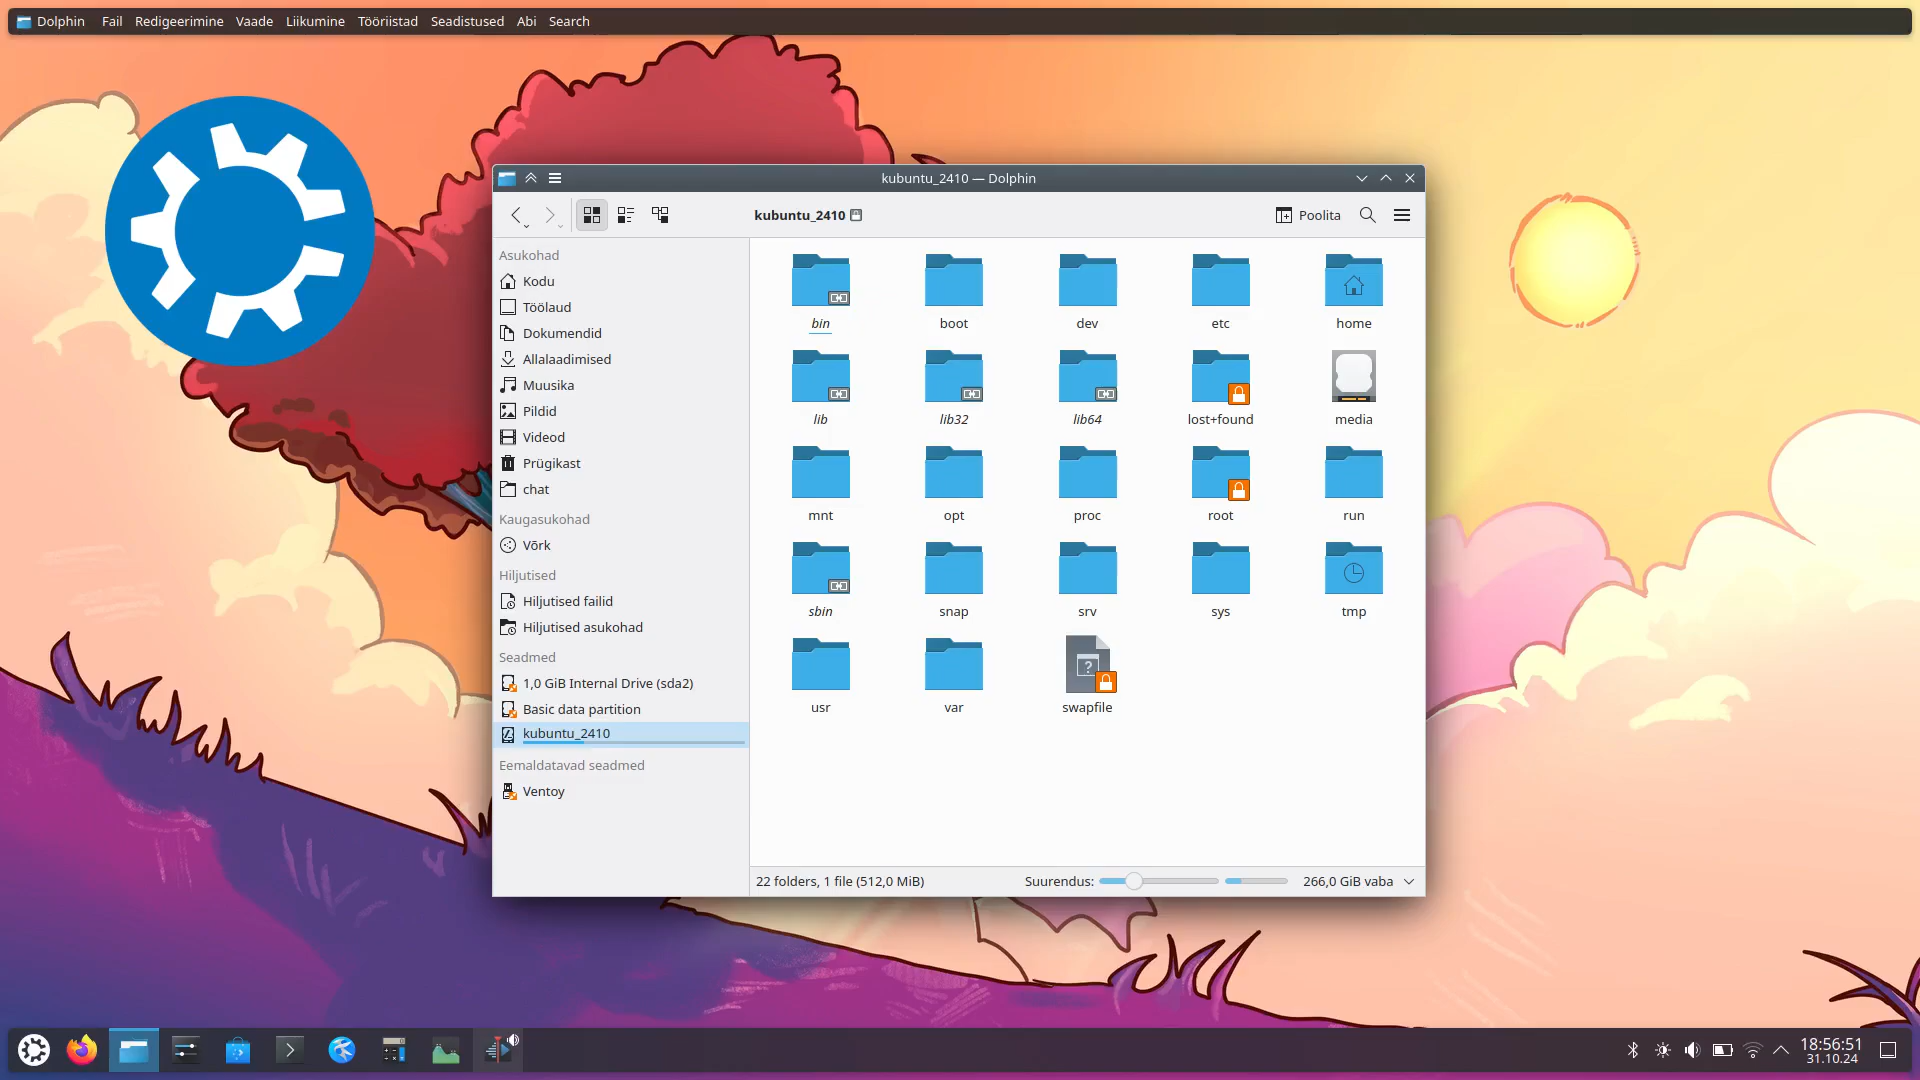 Dolphin Fail Redigeerimine Vaade Liikumine Tööriistad Seadistused Abi Search
kubuntu_2410 — Dolphin
kubuntu_2410
Poolita
Asukohad
Kodu
Töölaud
Dokumendid
Allalaadimised
Muusika
Pildid
Videod
Prügikast
chat
Kaugasukohad
Võrk
Hiljutised
Hiljutised failid
Hiljutised asukohad
Seadmed
1,0 GiB Internal Drive (sda2)
Basic data partition
kubuntu_2410
Eemaldatavad seadmed
Ventoy
bin boot dev etc home
lib lib32 lib64 lost+found media
mnt opt proc root run
sbin snap srv sys tmp
usr var swapfile
22 folders, 1 file (512,0 MiB)
Suurendus:
266,0 GiB vaba
18:56:51
31.10.24